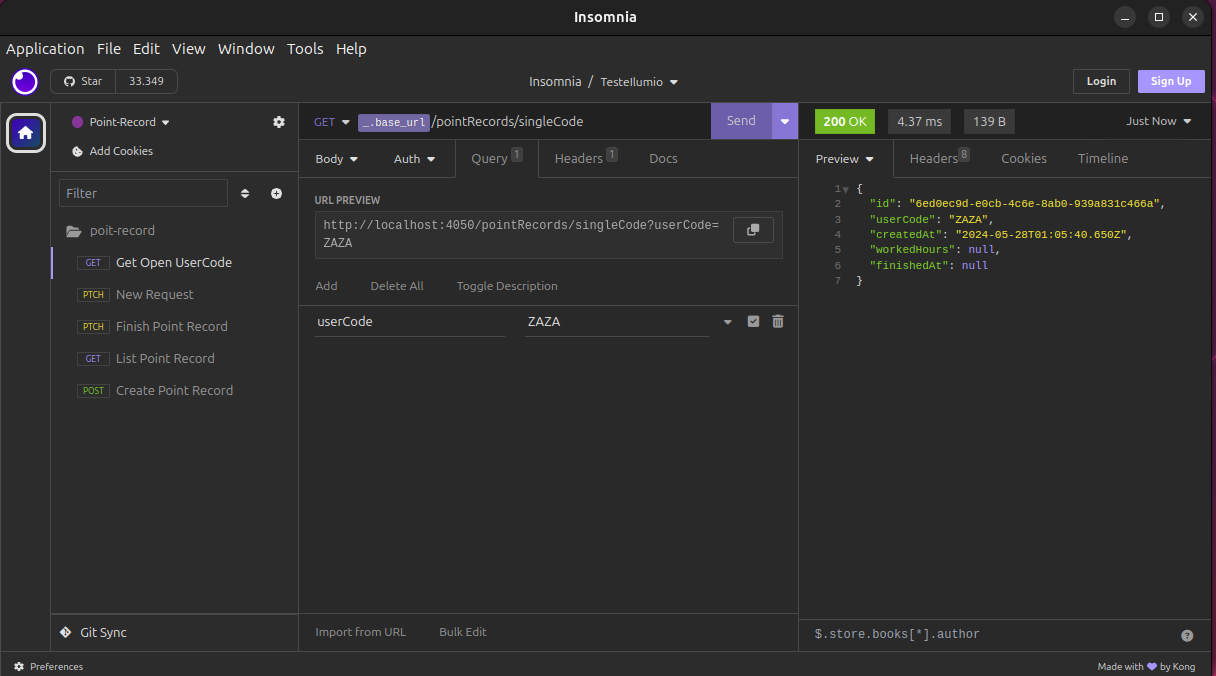 Insomnia
Application File Edit View Window Tools Help
Star 33.349
Insomnia / TesteIlumio
Login Sign Up
Point-Record
Add Cookies
Filter
poit-record
GET Get Open UserCode
PTCH New Request
PTCH Finish Point Record
GET List Point Record
POST Create Point Record
Git Sync
GET _.base_url /pointRecords/singleCode Send
Body Auth Query 1 Headers 1 Docs
URL PREVIEW
http://localhost:4050/pointRecords/singleCode?userCode=
ZAZA
Add Delete All Toggle Description
userCode ZAZA
Import from URL Bulk Edit
200 OK 4.37 ms 139 B Just Now
Preview Headers 8 Cookies Timeline
1 {
2 "id": "6ed0ec9d-e0cb-4c6e-8ab0-939a831c466a",
3 "userCode": "ZAZA",
4 "createdAt": "2024-05-28T01:05:40.650Z",
5 "workedHours": null,
6 "finishedAt": null
7 }
$.store.books[*].author ?
Preferences
Made with by Kong